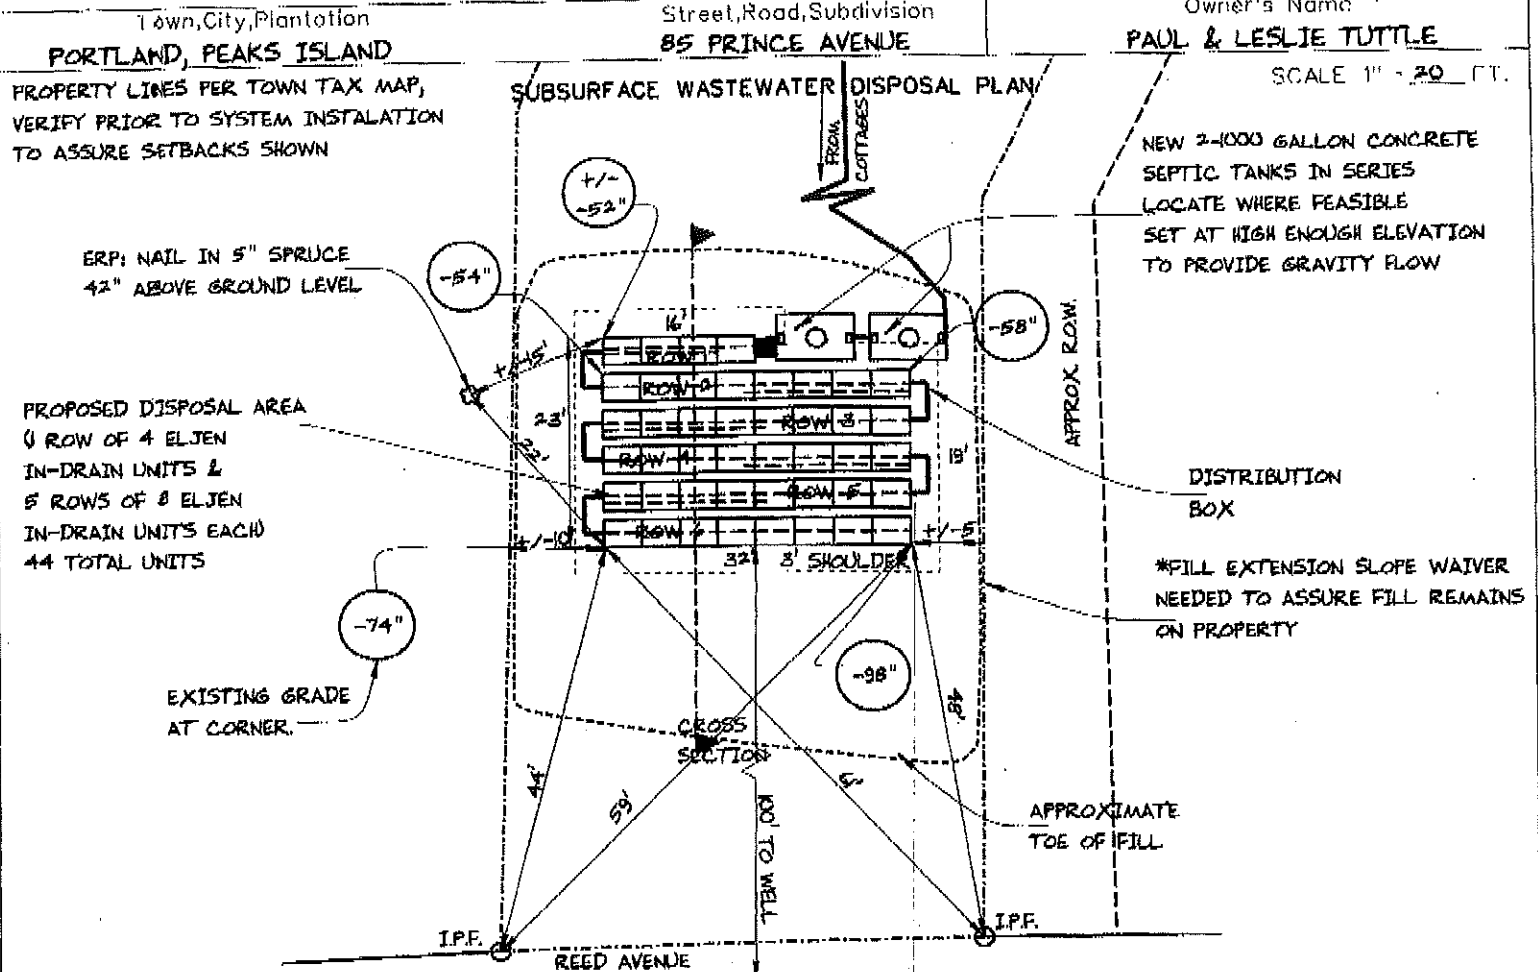 Town,City,Plantation
PORTLAND, PEAKS ISLAND
Street,Road,Subdivision
85 PRINCE AVENUE
Owner's Name
PAUL & LESLIE TUTTLE
SUBSURFACE WASTEWATER DISPOSAL PLAN
SCALE 1" = 20 FT.
PROPERTY LINES PER TOWN TAX MAP,
VERIFY PRIOR TO SYSTEM INSTALATION
TO ASSURE SETBACKS SHOWN
FROM
COTTAGES
NEW 2-1000 GALLON CONCRETE
SEPTIC TANKS IN SERIES
LOCATE WHERE FEASIBLE
SET AT HIGH ENOUGH ELEVATION
TO PROVIDE GRAVITY FLOW
+/-
-52"
ERP: NAIL IN 5" SPRUCE
42" ABOVE GROUND LEVEL
-54"
-58"
16'
+/-15'
ROW 1
ROW 2
ROW 3
ROW 4
ROW 5
ROW 6
23'
22'
APPROX R.O.W.
PROPOSED DISPOSAL AREA
(1 ROW OF 4 ELJEN
IN-DRAIN UNITS &
5 ROWS OF 8 ELJEN
IN-DRAIN UNITS EACH)
44 TOTAL UNITS
DISTRIBUTION
BOX
+/-10'
32'
3' SHOULDER
*FILL EXTENSION SLOPE WAIVER
NEEDED TO ASSURE FILL REMAINS
ON PROPERTY
-74"
-98"
EXISTING GRADE
AT CORNER.
CROSS
SECTION
44'
59'
48'
100' TO WELL
APPROXIMATE
TOE OF FILL
I.P.F.
I.P.F.
REED AVENUE